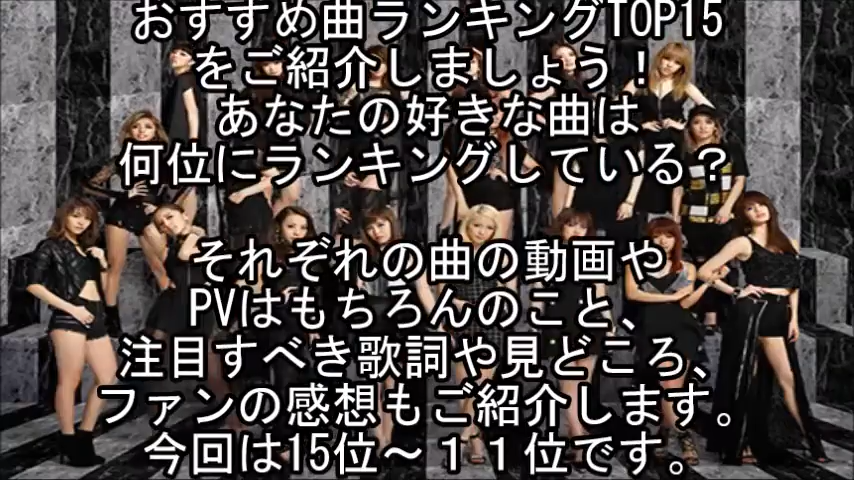 おすすめ曲ランキングTOP15
をご紹介しましょう！
あなたの好きな曲は
何位にランキングしている？
それぞれの曲の動画や
PVはもちろんのこと、
注目すべき歌詞や見どころ、
ファンの感想もご紹介します。
今回は15位～１１位です。